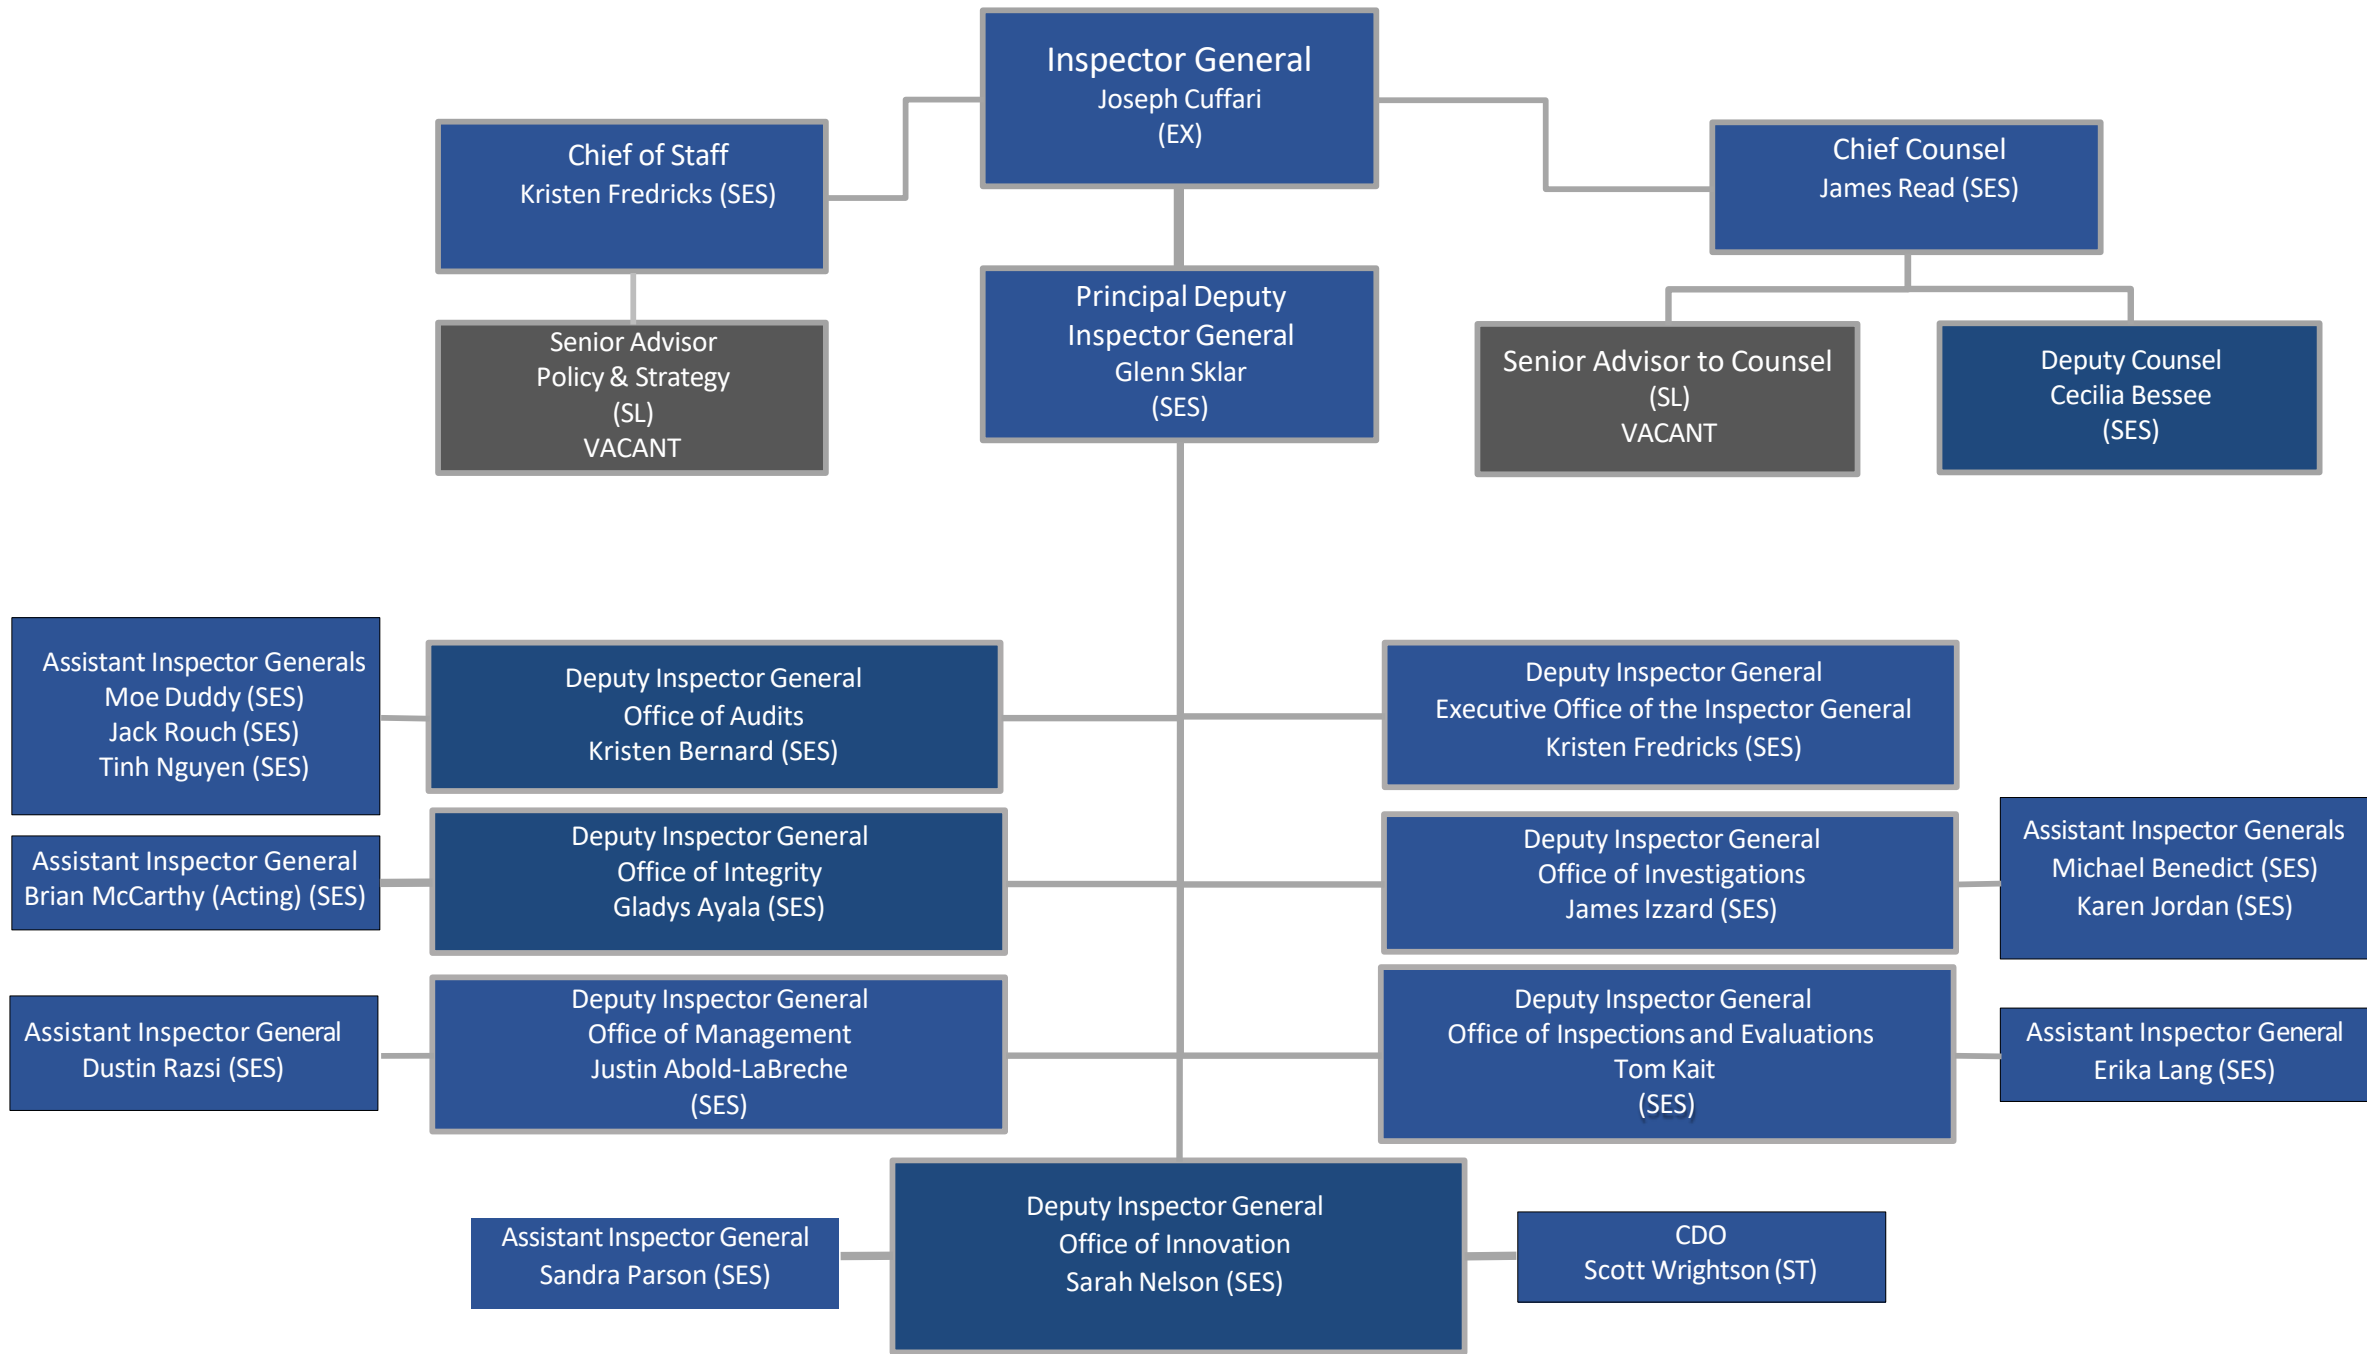 Inspector General
Joseph Cuffari
(EX)
Chief of Staff
Kristen Fredricks (SES)
Chief Counsel
James Read (SES)
Senior Advisor
Policy & Strategy
(SL)
VACANT
Principal Deputy
Inspector General
Glenn Sklar
(SES)
Senior Advisor to Counsel
(SL)
VACANT
Deputy Counsel
Cecilia Bessee
(SES)
Assistant Inspector Generals
Moe Duddy (SES)
Jack Rouch (SES)
Tinh Nguyen (SES)
Deputy Inspector General
Office of Audits
Kristen Bernard (SES)
Deputy Inspector General
Executive Office of the Inspector General
Kristen Fredricks (SES)
Assistant Inspector General
Brian McCarthy (Acting) (SES)
Deputy Inspector General
Office of Integrity
Gladys Ayala (SES)
Deputy Inspector General
Office of Investigations
James Izzard (SES)
Assistant Inspector Generals
Michael Benedict (SES)
Karen Jordan (SES)
Assistant Inspector General
Dustin Razsi (SES)
Deputy Inspector General
Office of Management
Justin Abold-LaBreche
(SES)
Deputy Inspector General
Office of Inspections and Evaluations
Tom Kait
(SES)
Assistant Inspector General
Erika Lang (SES)
Assistant Inspector General
Sandra Parson (SES)
Deputy Inspector General
Office of Innovation
Sarah Nelson (SES)
CDO
Scott Wrightson (ST)